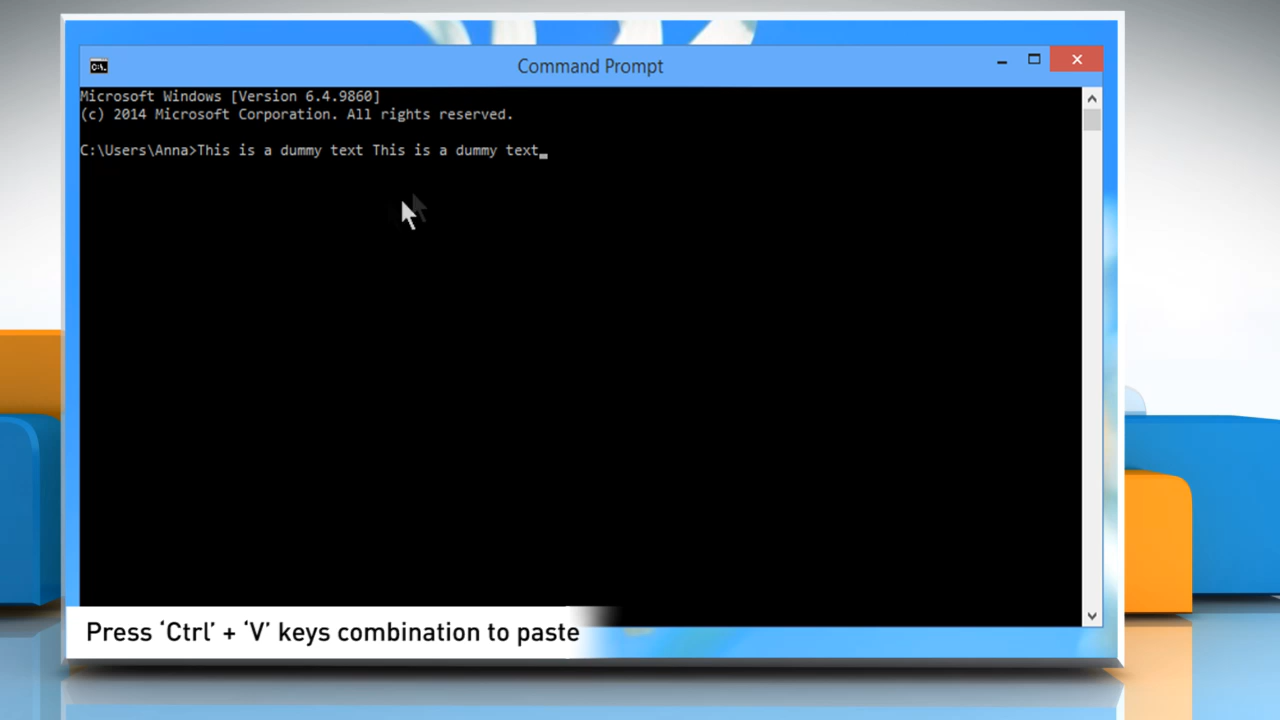 Command Prompt
Microsoft Windows [Version 6.4.9860]
(c) 2014 Microsoft Corporation. All rights reserved.
C:\Users\Anna>This is a dummy text This is a dummy text_
Press ‘Ctrl’ + ‘V’ keys combination to paste